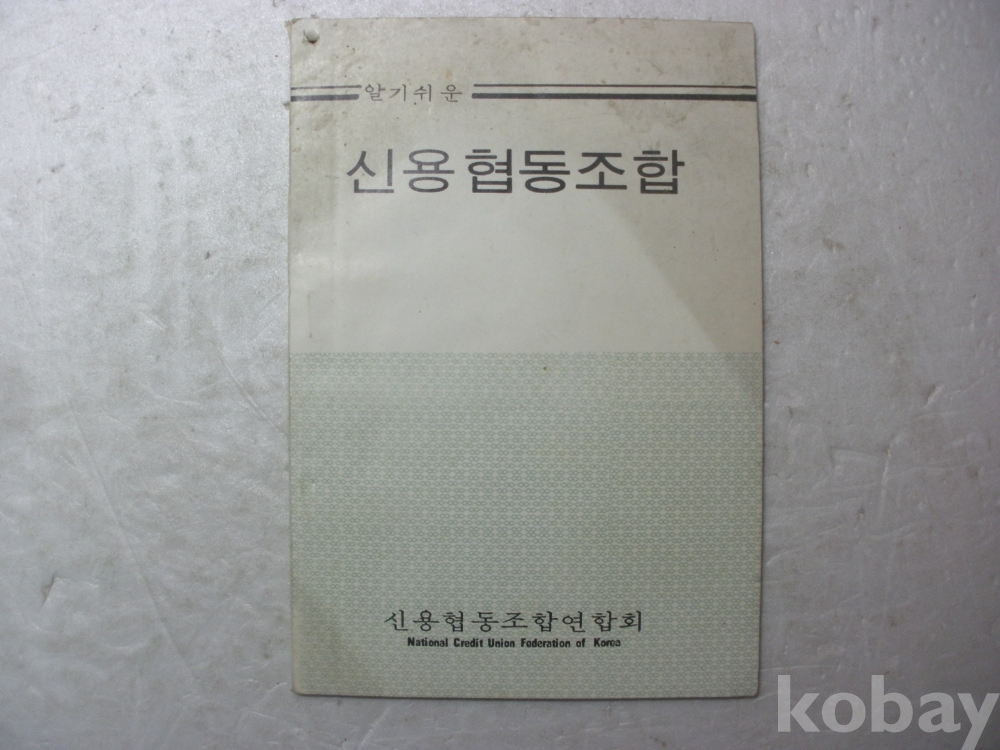 알기쉬운
신용협동조합
신용협동조합연합회
National Credit Union Federation of Korea
kobay